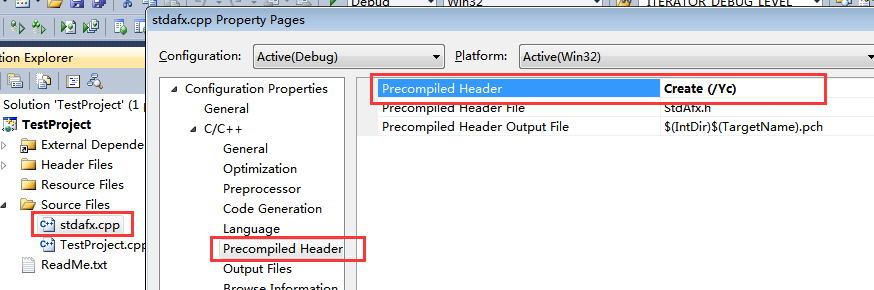 Debug
Win32
ITERATOR_DEBUG_LEVEL
stdafx.cpp Property Pages
Configuration:
Active(Debug)
Platform:
Active(Win32)
tion Explorer
Solution 'TestProject' (1 p
TestProject
External Depende
Header Files
Resource Files
Source Files
stdafx.cpp
TestProject.cpp
ReadMe.txt
Configuration Properties
General
C/C++
General
Optimization
Preprocessor
Code Generation
Language
Precompiled Header
Output Files
Browse Information
Precompiled Header Create (/Yc)
Precompiled Header File StdAfx.h
Precompiled Header Output File $(IntDir)$(TargetName).pch